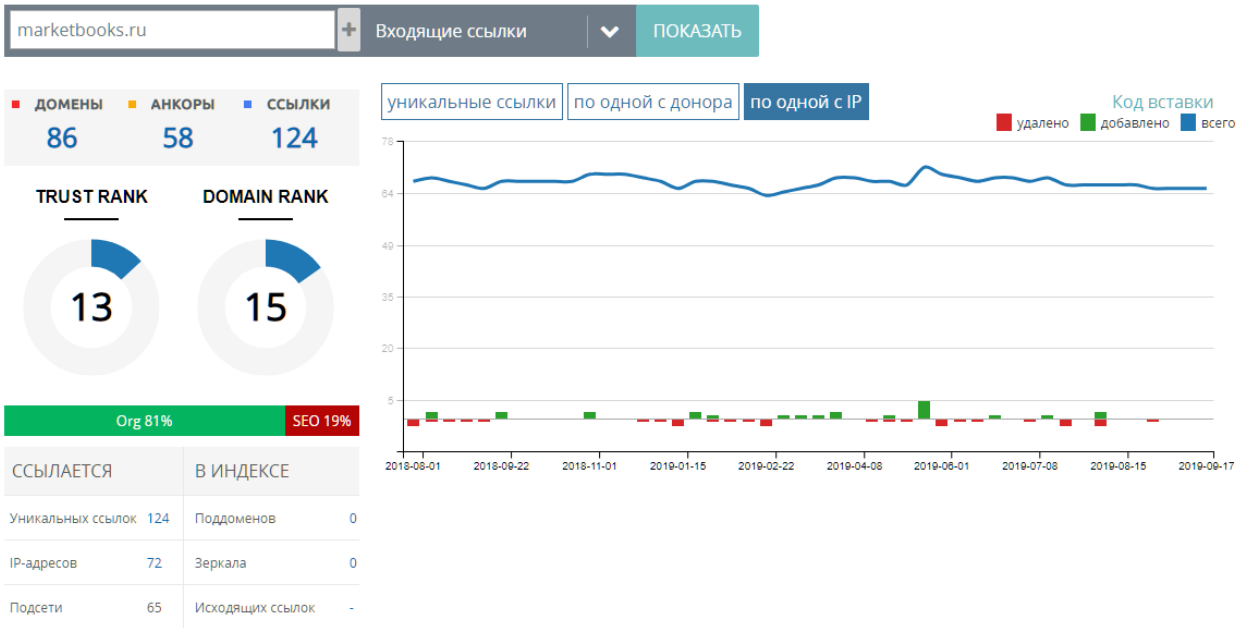 marketbooks.ru + Входящие ссылки ПОКАЗАТЬ
ДОМЕНЫ АНКОРЫ ССЫЛКИ
86 58 124
TRUST RANK DOMAIN RANK
13 15
Org 81% SEO 19%
ССЫЛАЕТСЯ В ИНДЕКСЕ
Уникальных ссылок 124 Поддоменов 0
IP-адресов 72 Зеркала 0
Подсети 65 Исходящих ссылок -
уникальные ссылки по одной с донора по одной с IP Код вставки
удалено добавлено всего
78
64
49
35
20
5
2018-08-01 2018-09-22 2018-11-01 2019-01-15 2019-02-22 2019-04-08 2019-06-01 2019-07-08 2019-08-15 2019-09-17